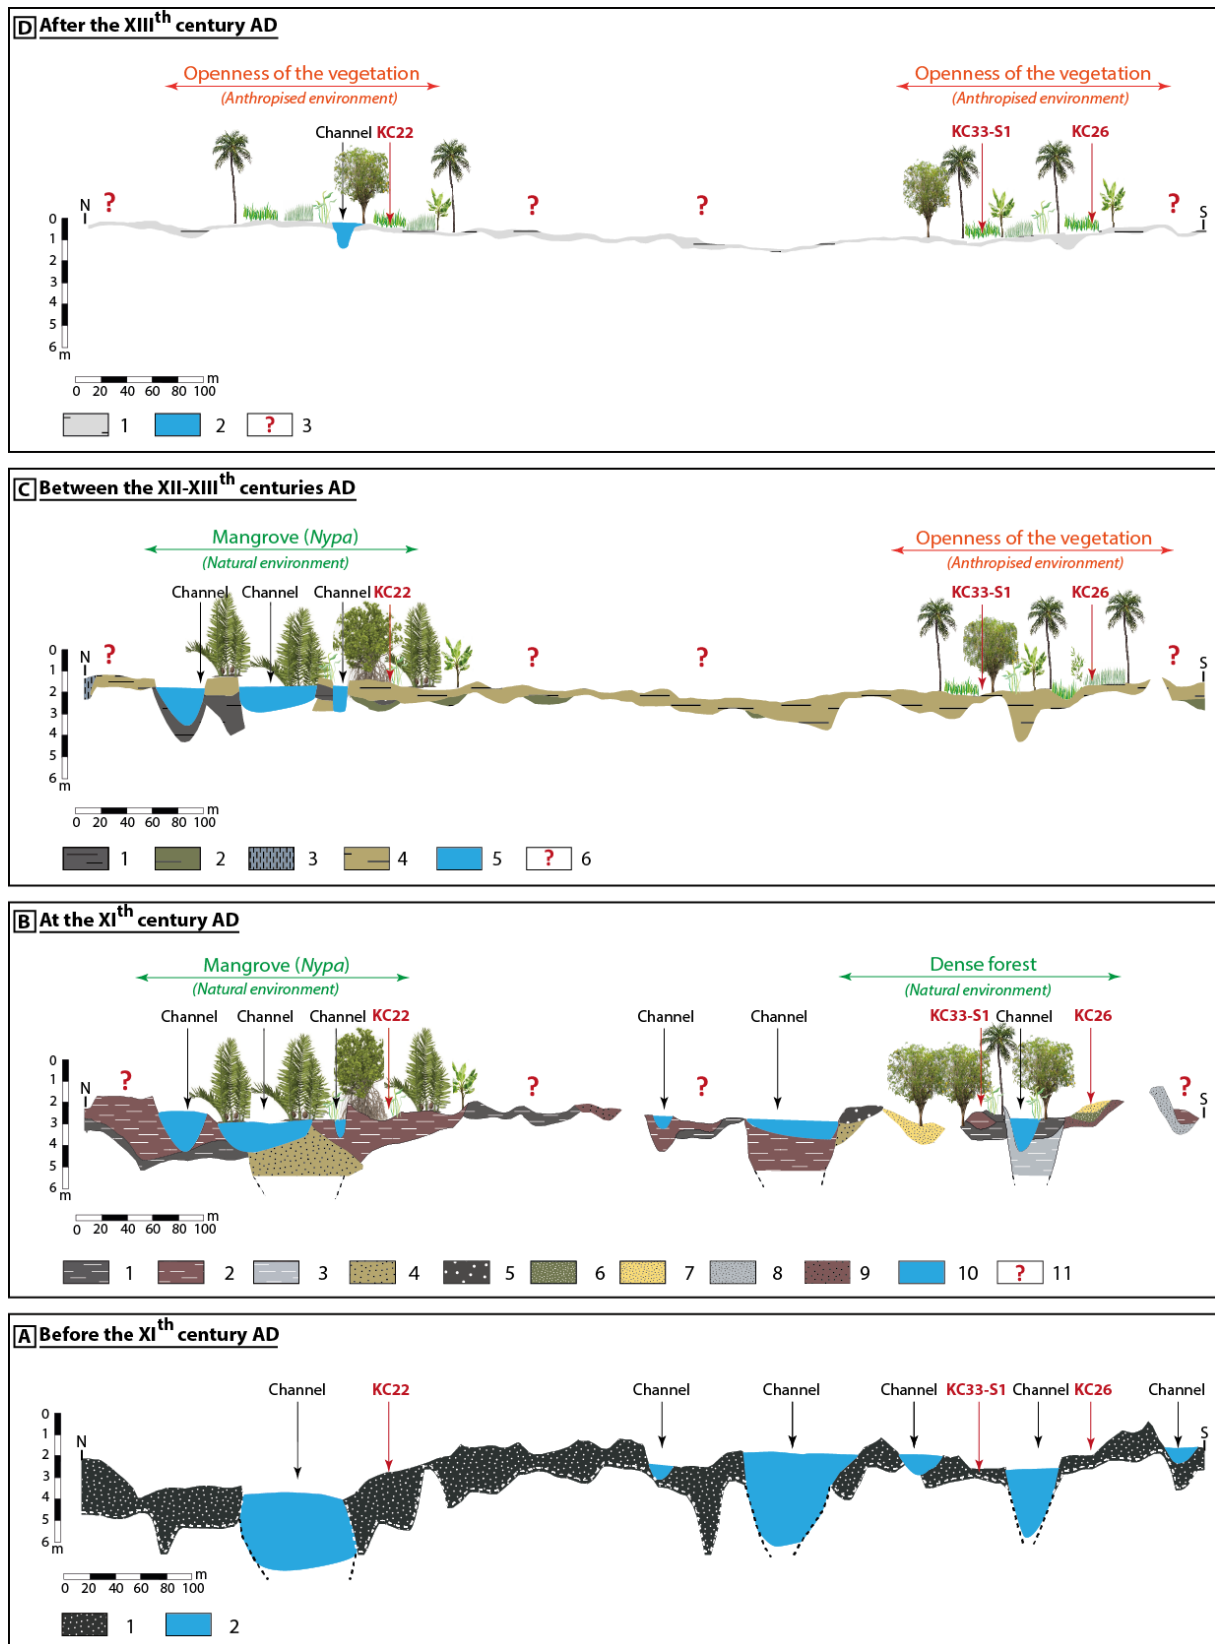 D After the XIIIth century AD
Openness of the vegetation Openness of the vegetation
(Anthropised environment) (Anthropised environment)
Channel KC22 KC33-S1 KC26
N ? ? ? ? S
0
1
2
3
4
5
6
m
m
0 20 40 60 80 100
1 2 ? 3
C Between the XII-XIIIth centuries AD
Mangrove (Nypa) Openness of the vegetation
(Natural environment) (Anthropised environment)
Channel Channel Channel KC22 KC33-S1 KC26
N ? ? ? ? S
0
1
2
3
4
5
6
m
m
0 20 40 60 80 100
1 2 3 4 5 ? 6
B At the XIth century AD
Mangrove (Nypa) Dense forest
(Natural environment) (Natural environment)
Channel Channel Channel KC22 Channel Channel KC33-S1 Channel KC26
N ? ? ? ? S
0
1
2
3
4
5
6
m
m
0 20 40 60 80 100
1 2 3 4 5 6 7 8 9 10 ? 11
A Before the XIth century AD
Channel KC22 Channel Channel Channel KC33-S1 Channel KC26 Channel
N S
0
1
2
3
4
5
6
m
m
0 20 40 60 80 100
1 2